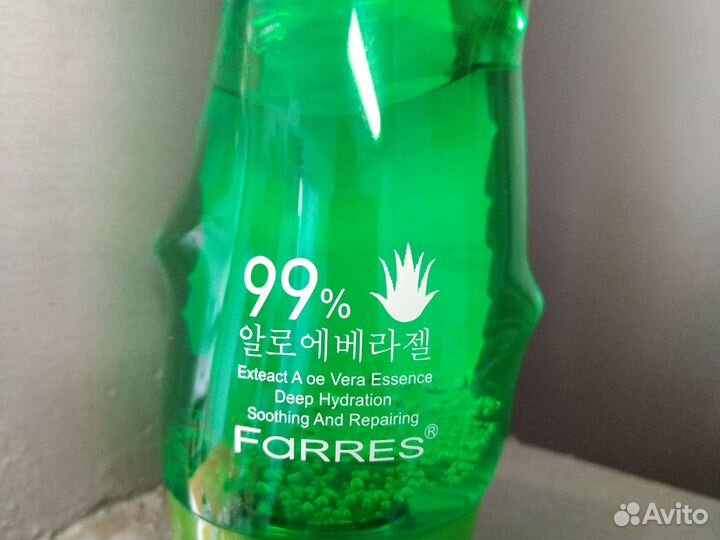 99%
알로에베라젤
Exteact A oe Vera Essence
Deep Hydration
Soothing And Repairing
FARRES®
Avito